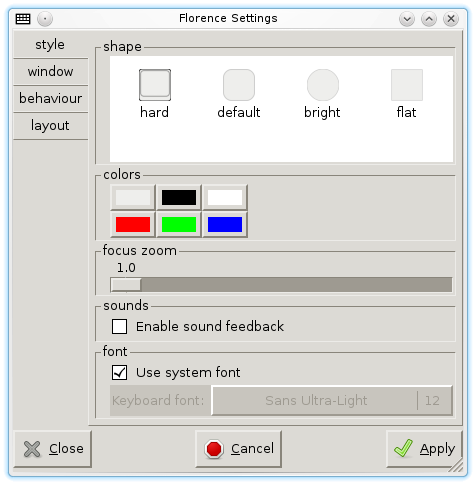 Florence Settings
style
window
behaviour
layout
shape
hard default bright flat
colors
focus zoom
1.0
sounds
Enable sound feedback
font
Use system font
Keyboard font: Sans Ultra-Light 12
Close Cancel Apply